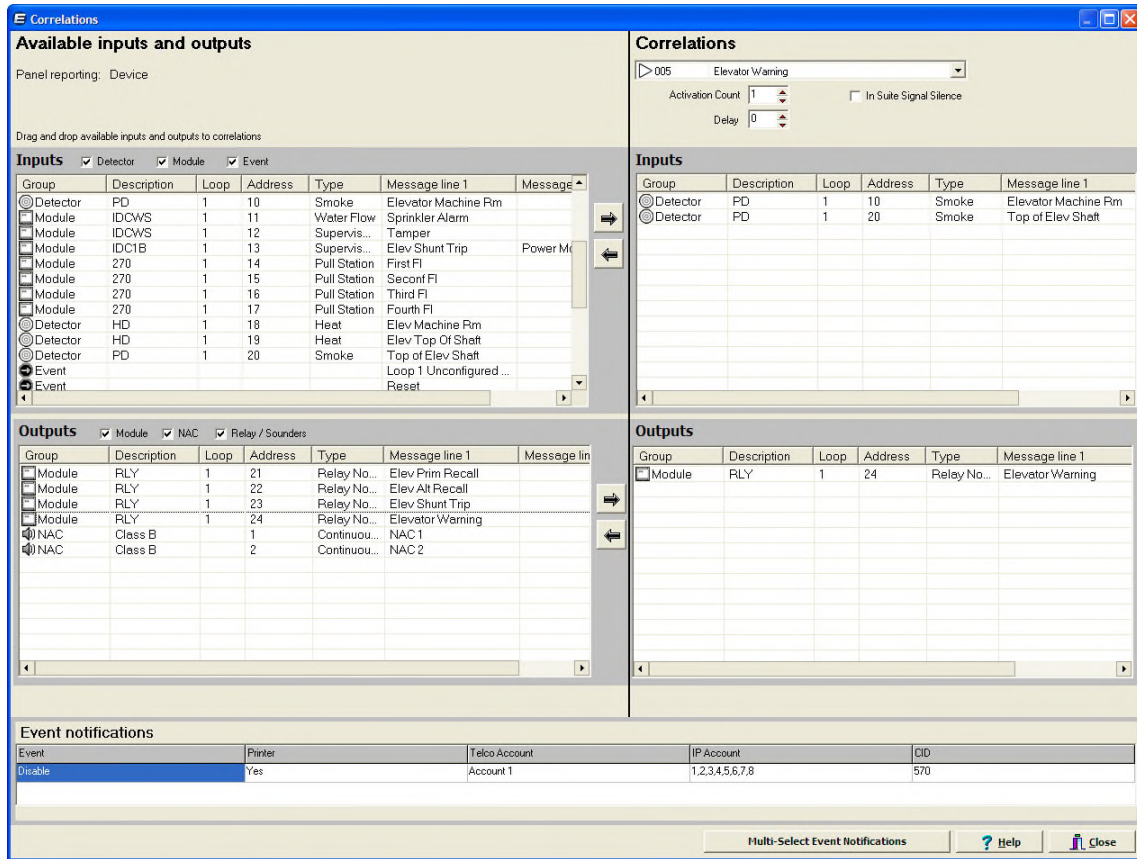 E Correlations
Available inputs and outputs
Panel reporting: Device
Drag and drop available inputs and outputs to correlations
Inputs Detector Module Event
Group Description Loop Address Type Message line 1 Message
Detector PD 1 10 Smoke Elevator Machine Rm
Module IDCWS 1 11 Water Flow Sprinkler Alarm
Module IDCWS 1 12 Supervis... Tamper
Module IDC1B 1 13 Supervis... Elev Shunt Trip Power Mo
Module 270 1 14 Pull Station First Fl
Module 270 1 15 Pull Station Seconf Fl
Module 270 1 16 Pull Station Third Fl
Module 270 1 17 Pull Station Fourth Fl
Detector HD 1 18 Heat Elev Machine Rm
Detector HD 1 19 Heat Elev Top Of Shaft
Detector PD 1 20 Smoke Top of Elev Shaft
Event Loop 1 Unconfigured ...
Event Reset
Outputs Module NAC Relay / Sounders
Group Description Loop Address Type Message line 1 Message lin
Module RLY 1 21 Relay No... Elev Prim Recall
Module RLY 1 22 Relay No... Elev Alt Recall
Module RLY 1 23 Relay No... Elev Shunt Trip
Module RLY 1 24 Relay No... Elevator Warning
NAC Class B 1 Continuou... NAC 1
NAC Class B 2 Continuou... NAC 2
Correlations
005 Elevator Warning
Activation Count 1 In Suite Signal Silence
Delay 0
Inputs
Group Description Loop Address Type Message line 1
Detector PD 1 10 Smoke Elevator Machine Rm
Detector PD 1 20 Smoke Top of Elev Shaft
Outputs
Group Description Loop Address Type Message line 1
Module RLY 1 24 Relay No... Elevator Warning
Event notifications
Event Printer Telco Account IP Account CID
Disable Yes Account 1 1,2,3,4,5,6,7,8 570
Multi-Select Event Notifications ? Help Close